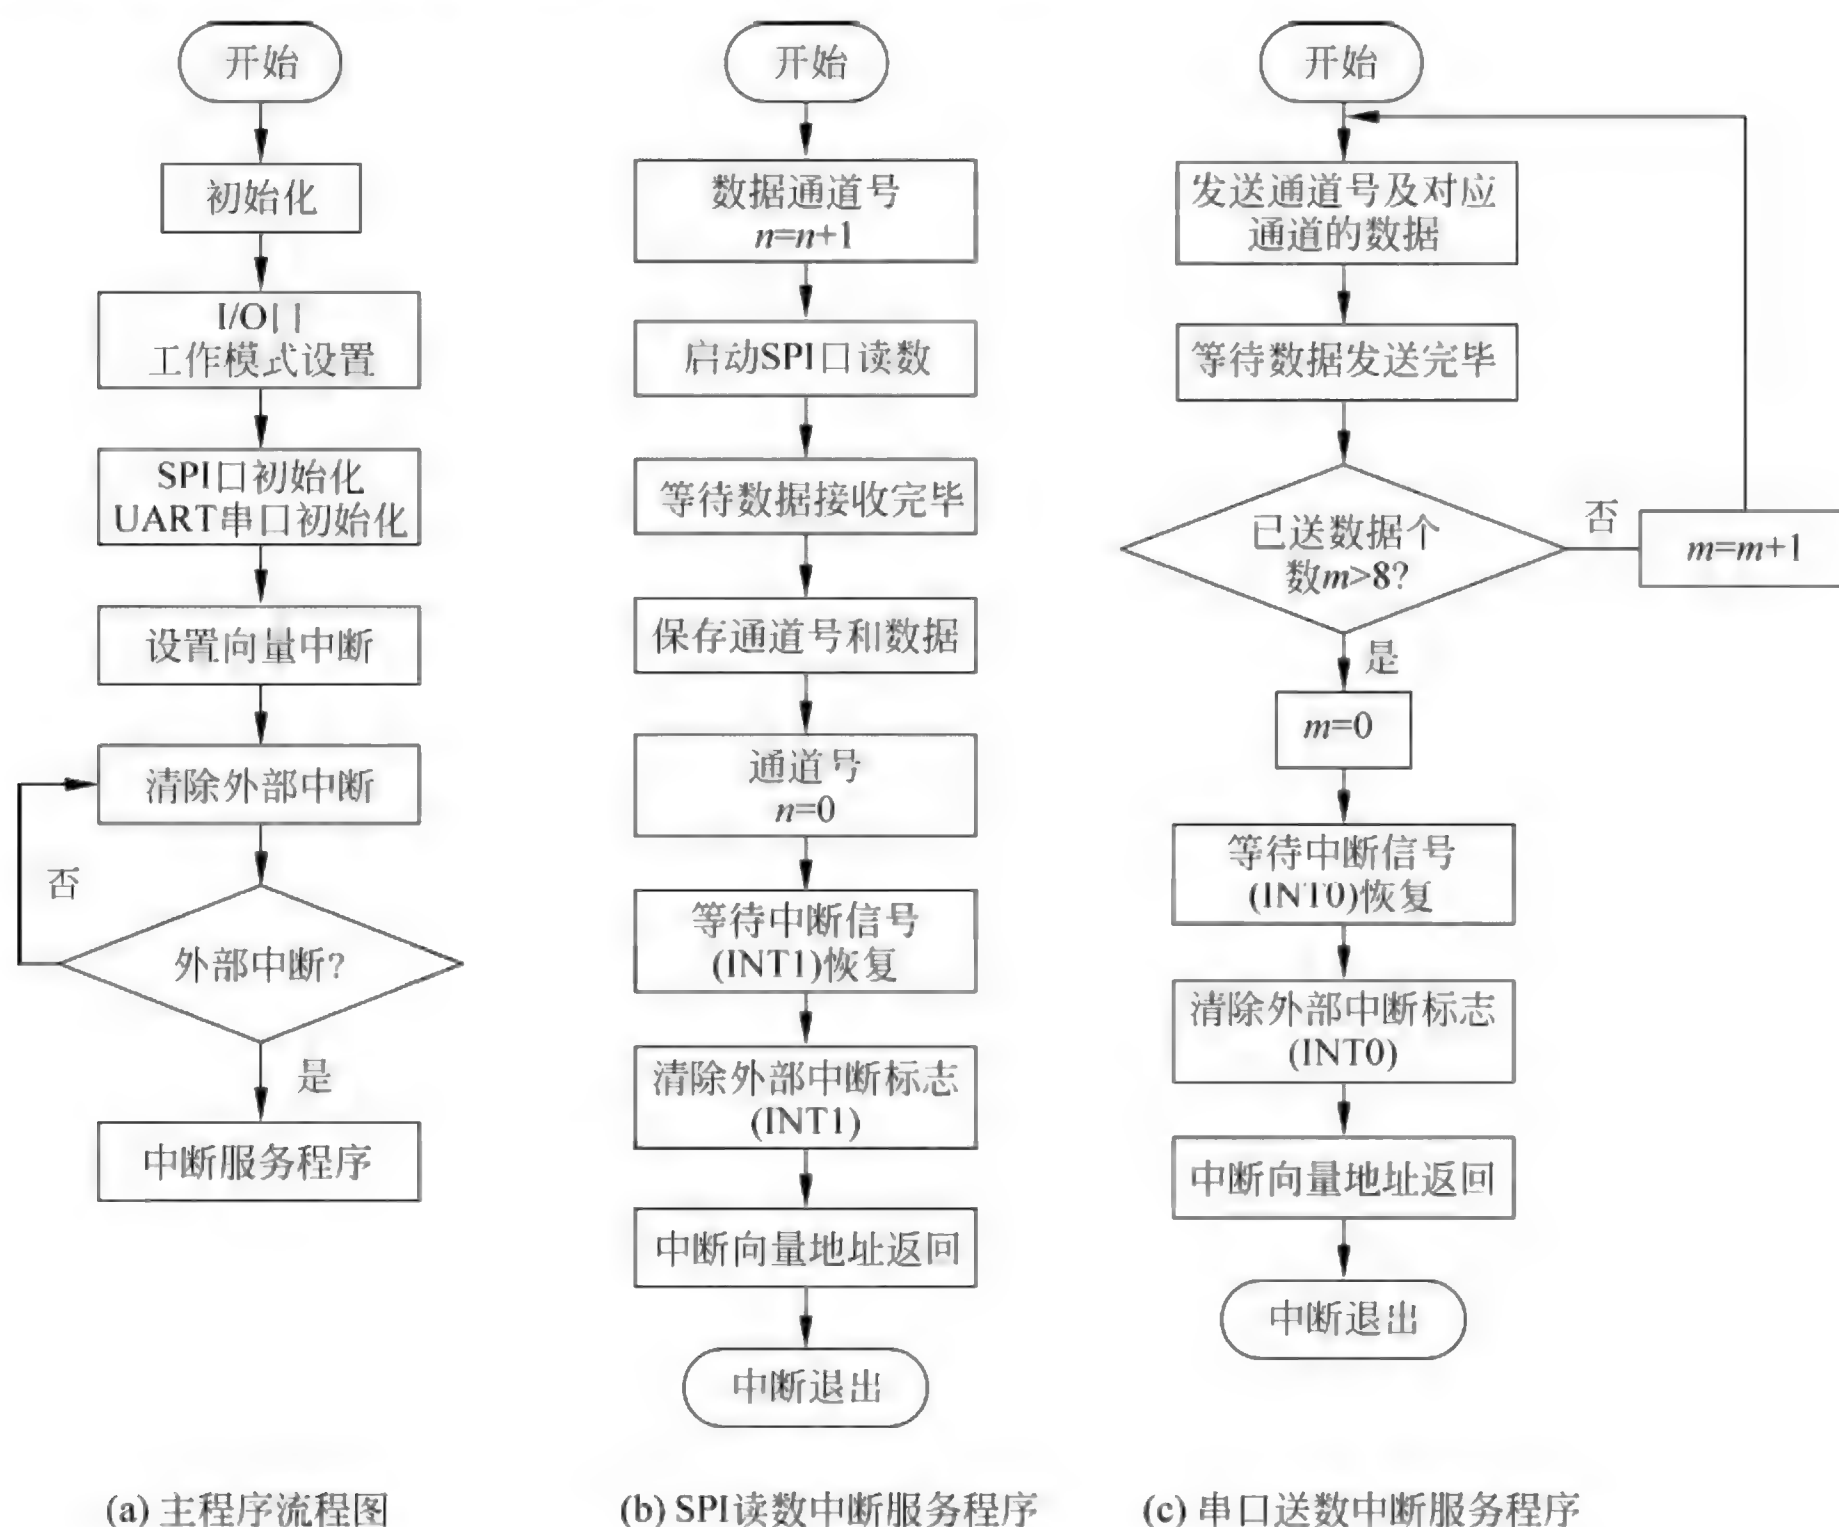 开始
初始化
I/O口
工作模式设置
SPI口初始化
UART串口初始化
设置向量中断
清除外部中断
否
外部中断?
是
中断服务程序
(a) 主程序流程图
开始
数据通道号
n=n+1
启动SPI口读数
等待数据接收完毕
保存通道号和数据
通道号
n=0
等待中断信号
(INT1)恢复
清除外部中断标志
(INT1)
中断向量地址返回
中断退出
(b) SPI读数中断服务程序
开始
发送通道号及对应
通道的数据
等待数据发送完毕
已送数据个
数m>8?
否
m=m+1
是
m=0
等待中断信号
(INT0)恢复
清除外部中断标志
(INT0)
中断向量地址返回
中断退出
(c) 串口送数中断服务程序